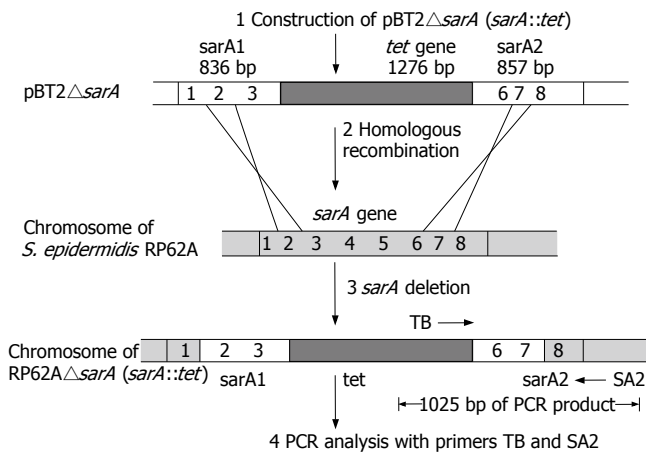 1 Construction of pBT2△sarA (sarA::tet)
sarA1 tet gene sarA2
836 bp 1276 bp 857 bp
pBT2△sarA 1 2 3 6 7 8
2 Homologous
recombination
sarA gene
Chromosome of
S. epidermidis RP62A
1 2 3 4 5 6 7 8
3 sarA deletion
TB
Chromosome of
RP62A△sarA (sarA::tet)
1 2 3 6 7 8
sarA1 tet sarA2 SA2
1025 bp of PCR product
4 PCR analysis with primers TB and SA2